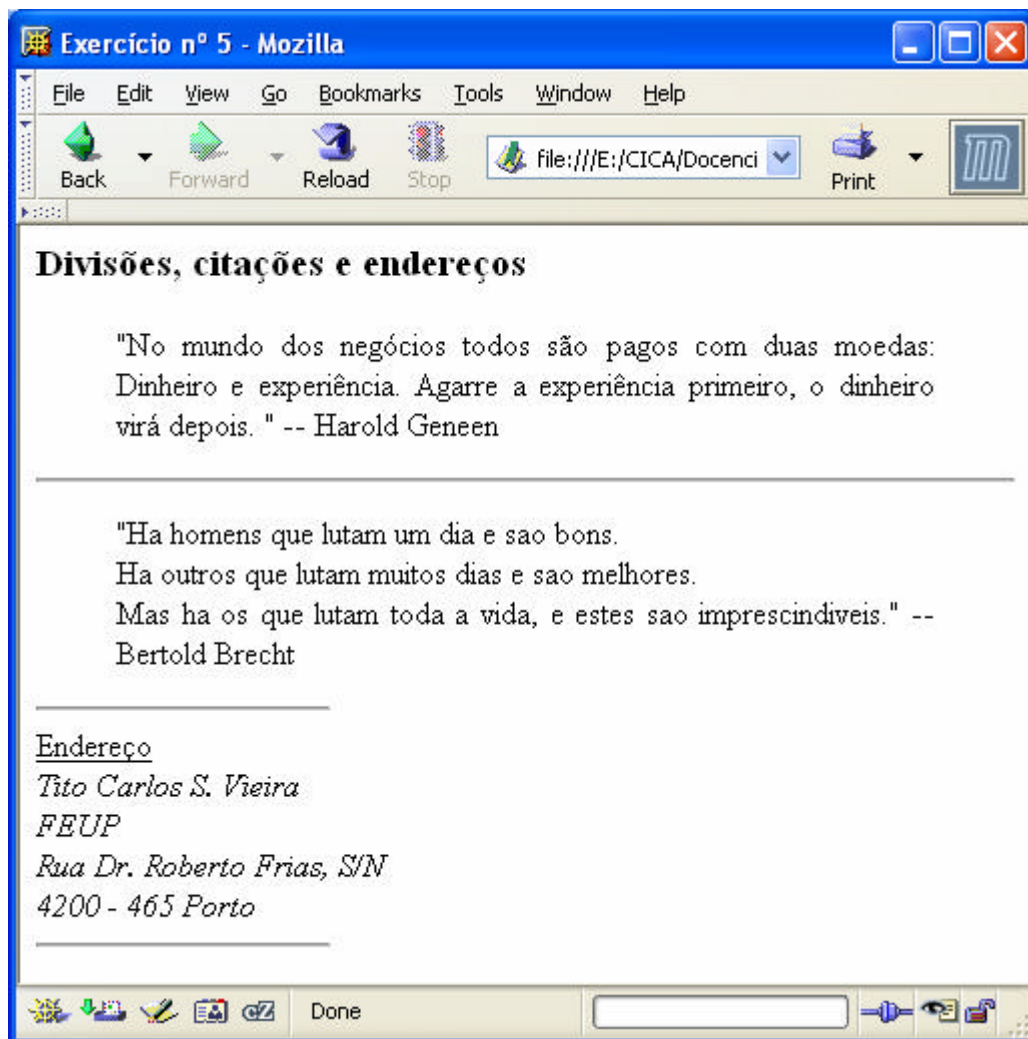 Exercício nº 5 - Mozilla
File Edit View Go Bookmarks Tools Window Help
Back Forward Reload Stop file:///E:/CICA/Docenci Print
Divisões, citações e endereços
"No mundo dos negócios todos são pagos com duas moedas:
Dinheiro e experiência. Agarre a experiência primeiro, o dinheiro
virá depois. " -- Harold Geneen
"Ha homens que lutam um dia e sao bons.
Ha outros que lutam muitos dias e sao melhores.
Mas ha os que lutam toda a vida, e estes sao imprescindiveis." --
Bertold Brecht
Endereço
Tito Carlos S. Vieira
FEUP
Rua Dr. Roberto Frias, S/N
4200 - 465 Porto
Done